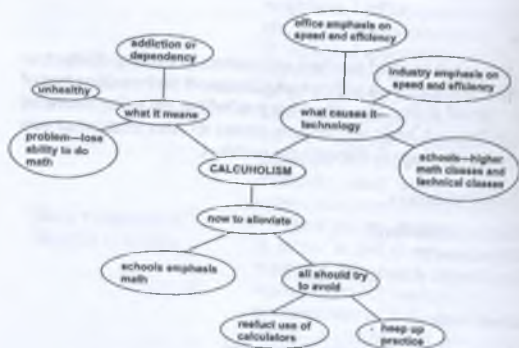 office emphasis on
speed and efficiency
addiction or
dependency
industry emphasis on
speed and efficiency
unhealthy
what it means
what causes it—
technology
problem—lose
ability to do
math
schools—higher
math classes and
technical classes
CALCUHOLISM
now to alleviate
schools emphasis
math
all should try
to avoid
use of
calculators
keep up
practice